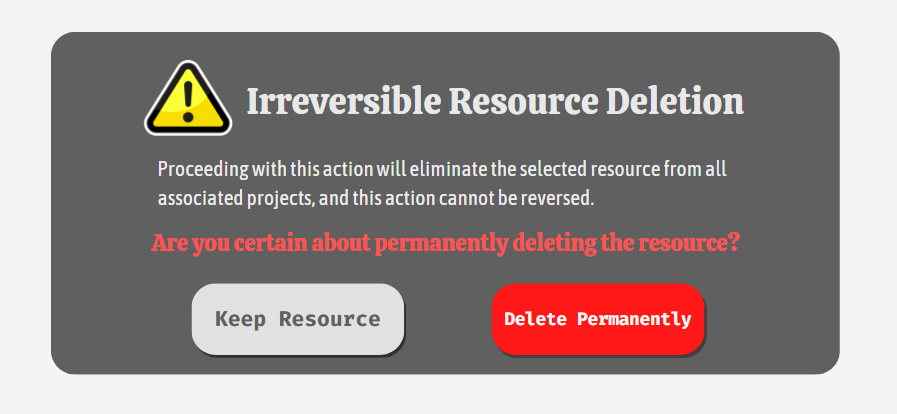 Irreversible Resource Deletion
Proceeding with this action will eliminate the selected resource from all
associated projects, and this action cannot be reversed.
Are you certain about permanently deleting the resource?
Keep Resource
Delete Permanently